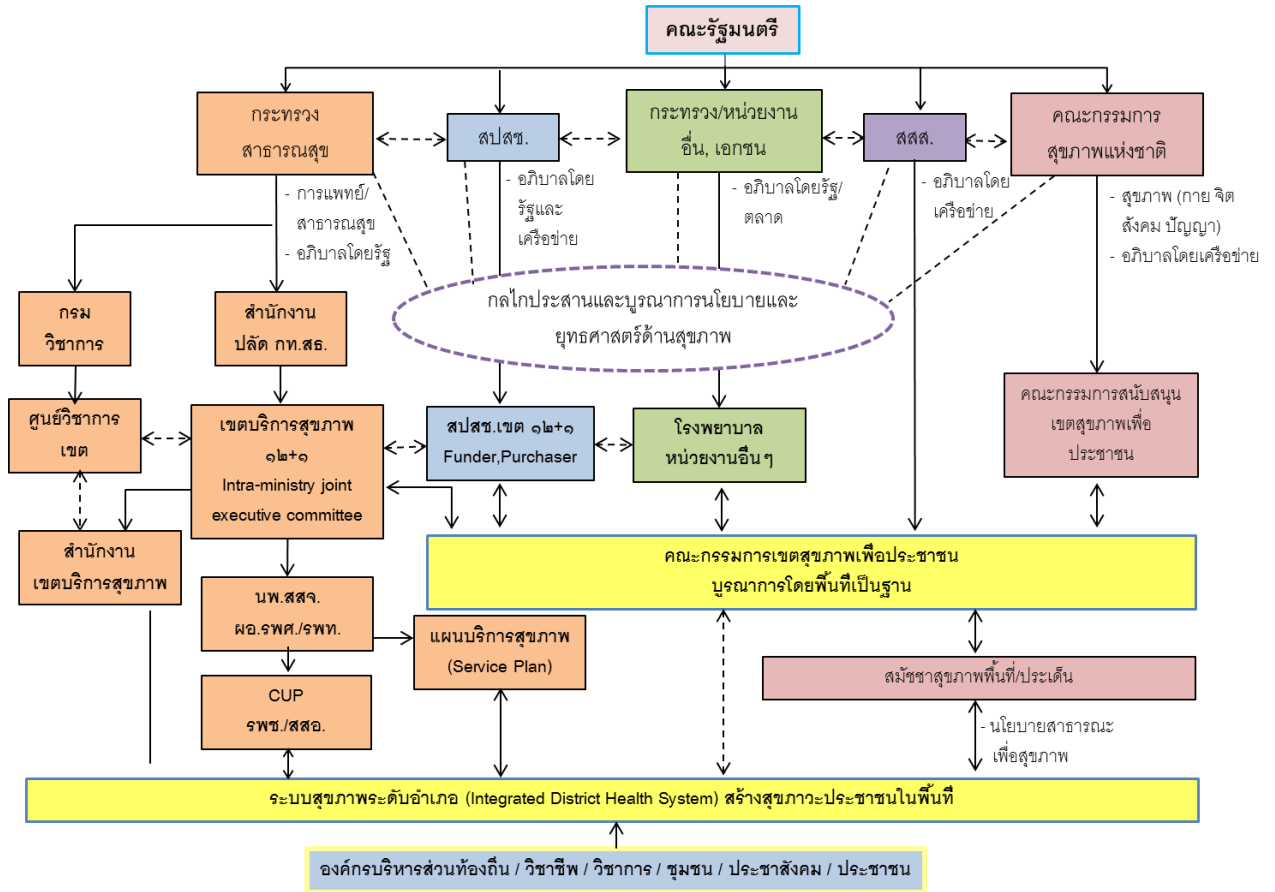 คณะรัฐมนตรี
กระทรวง
สาธารณสุข
สปสช.
กระทรวง/หน่วยงาน
อื่น, เอกชน
สสส.
คณะกรรมการ
สุขภาพแห่งชาติ
- การแพทย์/
สาธารณสุข
- อภิบาลโดยรัฐ
- อภิบาลโดย
รัฐและ
เครือข่าย
- อภิบาลโดยรัฐ/
ตลาด
- อภิบาลโดย
เครือข่าย
- สุขภาพ (กาย จิต
สังคม ปัญญา)
- อภิบาลโดยเครือข่าย
กลไกประสานและบูรณาการนโยบายและ
ยุทธศาสตร์ด้านสุขภาพ
กรม
วิชาการ
สำนักงาน
ปลัด กท.สธ.
ศูนย์วิชาการ
เขต
เขตบริการสุขภาพ
๑๒+๑
Intra-ministry joint
executive committee
สปสช.เขต ๑๒+๑
Funder,Purchaser
โรงพยาบาล
หน่วยงานอื่นๆ
คณะกรรมการสนับสนุน
เขตสุขภาพเพื่อ
ประชาชน
สำนักงาน
เขตบริการสุขภาพ
คณะกรรมการเขตสุขภาพเพื่อประชาชน
บูรณาการโดยพื้นที่เป็นฐาน
นพ.สสจ.
ผอ.รพศ./รพท.
แผนบริการสุขภาพ
(Service Plan)
สมัชชาสุขภาพพื้นที่/ประเด็น
CUP
รพช./สสอ.
- นโยบายสาธารณะ
เพื่อสุขภาพ
ระบบสุขภาพระดับอำเภอ (Integrated District Health System) สร้างสุขภาวะประชาชนในพื้นที่
องค์กรบริหารส่วนท้องถิ่น / วิชาชีพ / วิชาการ / ชุมชน / ประชาสังคม / ประชาชน